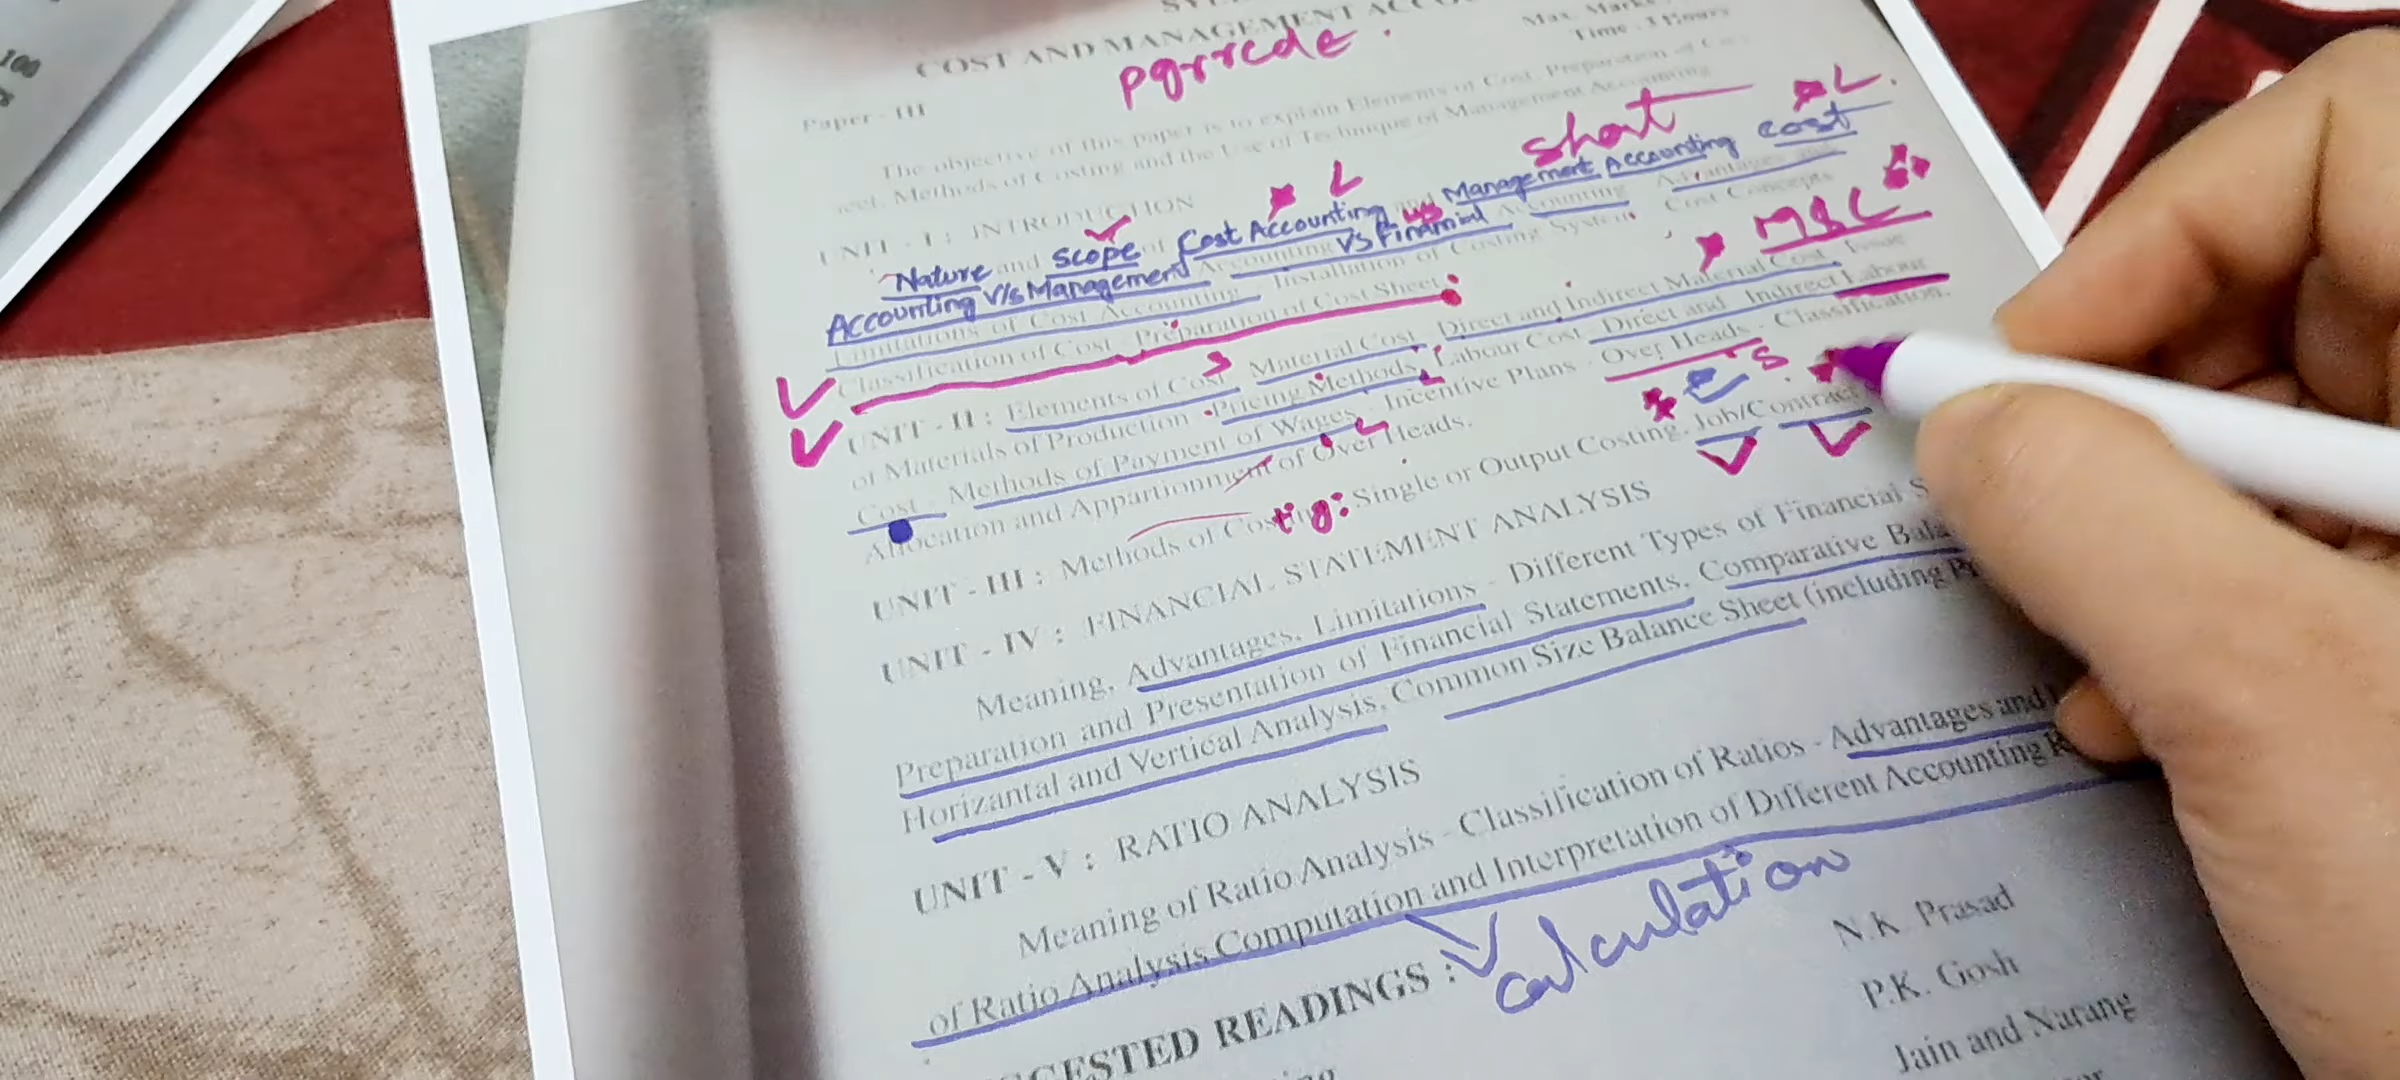 100
COST AND MANAGEMENT
pqrrcde.
Paper - III
Max. Marks
Time . 3 Hours
The objective of this paper is to explain Elements of Cost, Preparation of
Methods of Costing and the Use of Technique of Management Accounting
short
L.
UNIT - I : INTRODUCTION
L
Nature and Scope of Cost Accounting and vs Management Accounting cost
Accounting V/s Management Accounting VS Financial Accounting Advantages and
Limitations of Cost Accounting Installation of Costing System Cost Concepts
M&L
Classification of Cost - Preparation of Cost Sheet
UNIT - II : Elements of Cost Material Cost Direct and Indirect Material Cost, Issue
of Materials of Production - Pricing Methods, Labour Cost Direct and Indirect Labour
Cost - Methods of Payment of Wages - Incentive Plans - Over Heads - Classification,
Allocation and Appartionment of Over Heads.
S
L
L
S.
UNIT - III : Methods of Costing: Single or Output Costing, Job/Contract
UNIT - IV : FINANCIAL STATEMENT ANALYSIS
Meaning, Advantages, Limitations - Different Types of Financial
Preparation and Presentation of Financial Statements, Comparative
Horizantal and Vertical Analysis, Common Size Balance Sheet (including
UNIT - V : RATIO ANALYSIS
Meaning of Ratio Analysis - Classification of Ratios - Advantages and
of Ratio Analysis Computation and Interpretation of Different Accounting
calculation
READINGS :
N.K. Prasad
P.K. Gosh
Jain and Narang